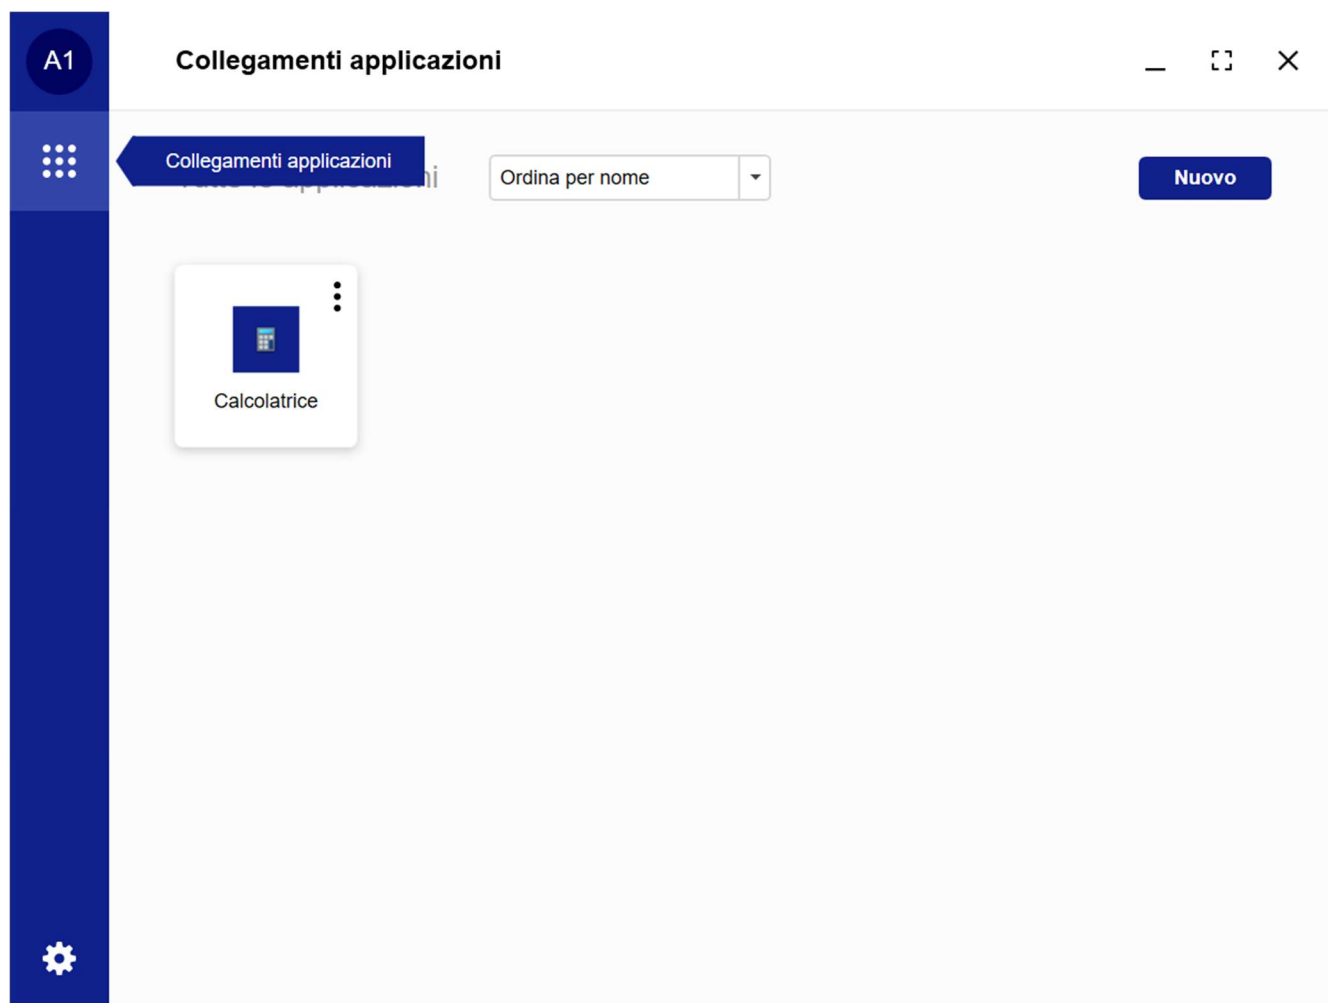 A1
Collegamenti applicazioni
Collegamenti applicazioni
Ordina per nome
Nuovo
Calcolatrice